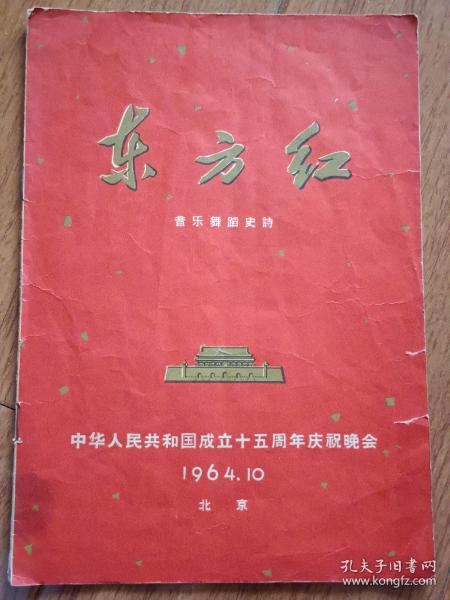 东方红
音乐舞蹈史詩
中华人民共和国成立十五周年庆祝晚会
1964.10
北京
孔夫子旧书网
www.kongfz.com